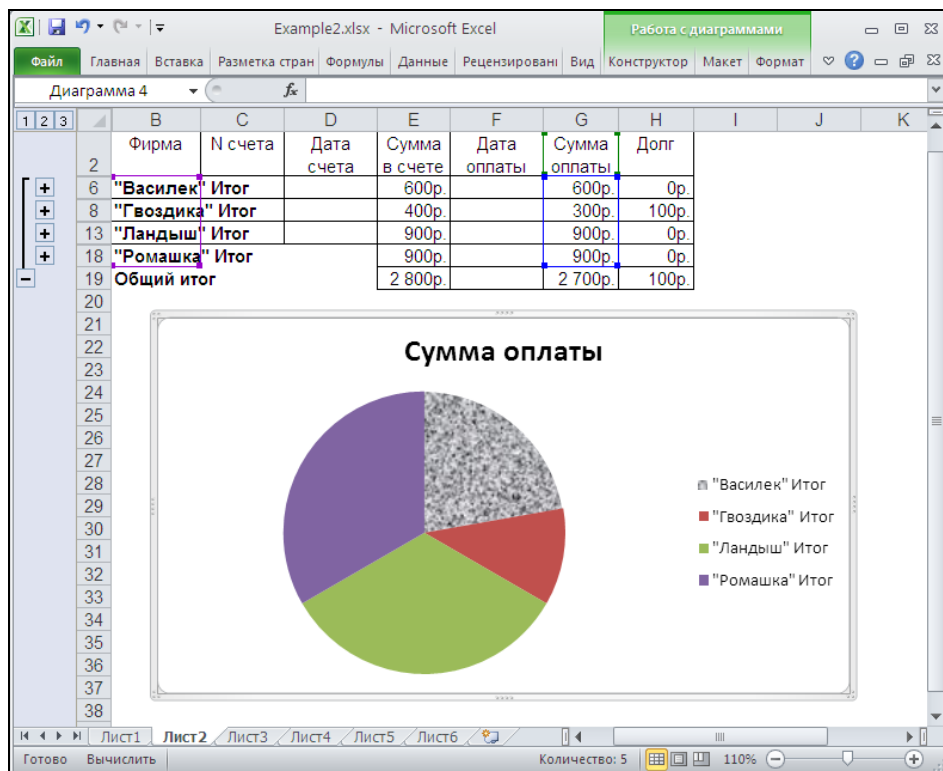 Example2.xlsx - Microsoft Excel
Работа с диаграммами
Файл Главная Вставка Разметка стран Формулы Данные Рецензировані Вид Конструктор Макет Формат
Диаграмма 4 fx
1 2 3 B C D E F G H I J K
2 Фирма N счета Дата счета Сумма в счете Дата оплаты Сумма оплаты Долг
6 "Василек" Итог 600р. 600р. 0р.
8 "Гвоздика" Итог 400р. 300р. 100р.
13 "Ландыш" Итог 900р. 900р. 0р.
18 "Ромашка" Итог 900р. 900р. 0р.
19 Общий итог 2 800р. 2 700р. 100р.
20
21
22
23
24
25
26
27
28
29
30
31
32
33
34
35
36
37
38
Сумма оплаты
"Василек" Итог
"Гвоздика" Итог
"Ландыш" Итог
"Ромашка" Итог
Лист1 Лист2 Лист3 Лист4 Лист5 Лист6
Готово Вычислить Количество: 5 110%